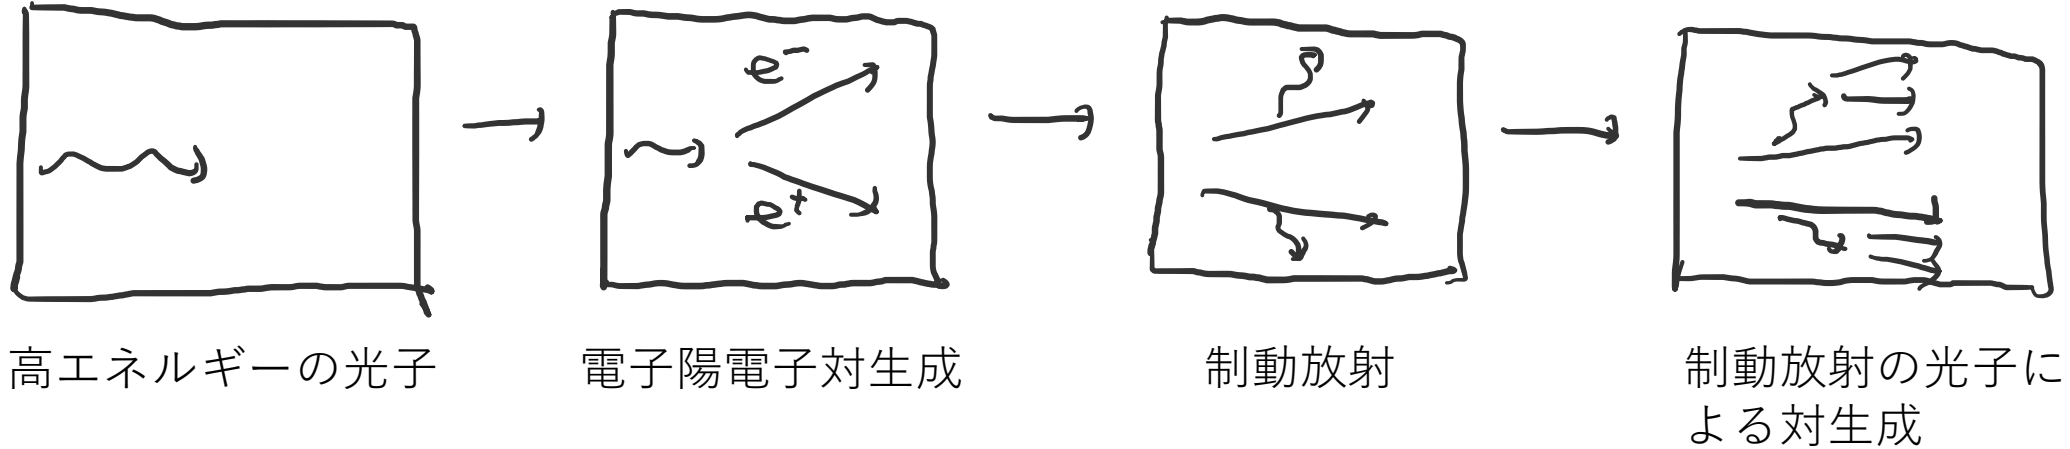 e⁻
e⁺
高エネルギーの光子
電子陽電子対生成
制動放射
制動放射の光子に
よる対生成